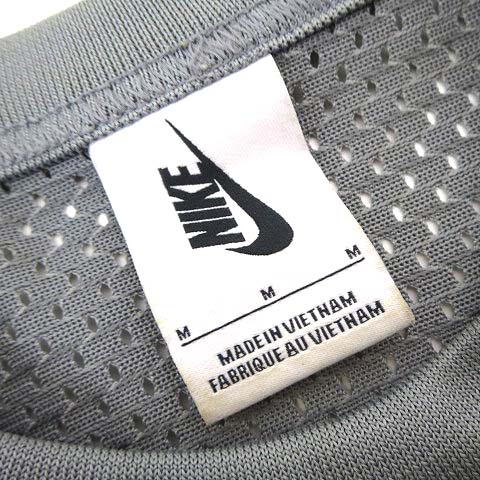 NIKE
M M M
MADE IN VIETNAM
FABRIQUE AU VIETNAM